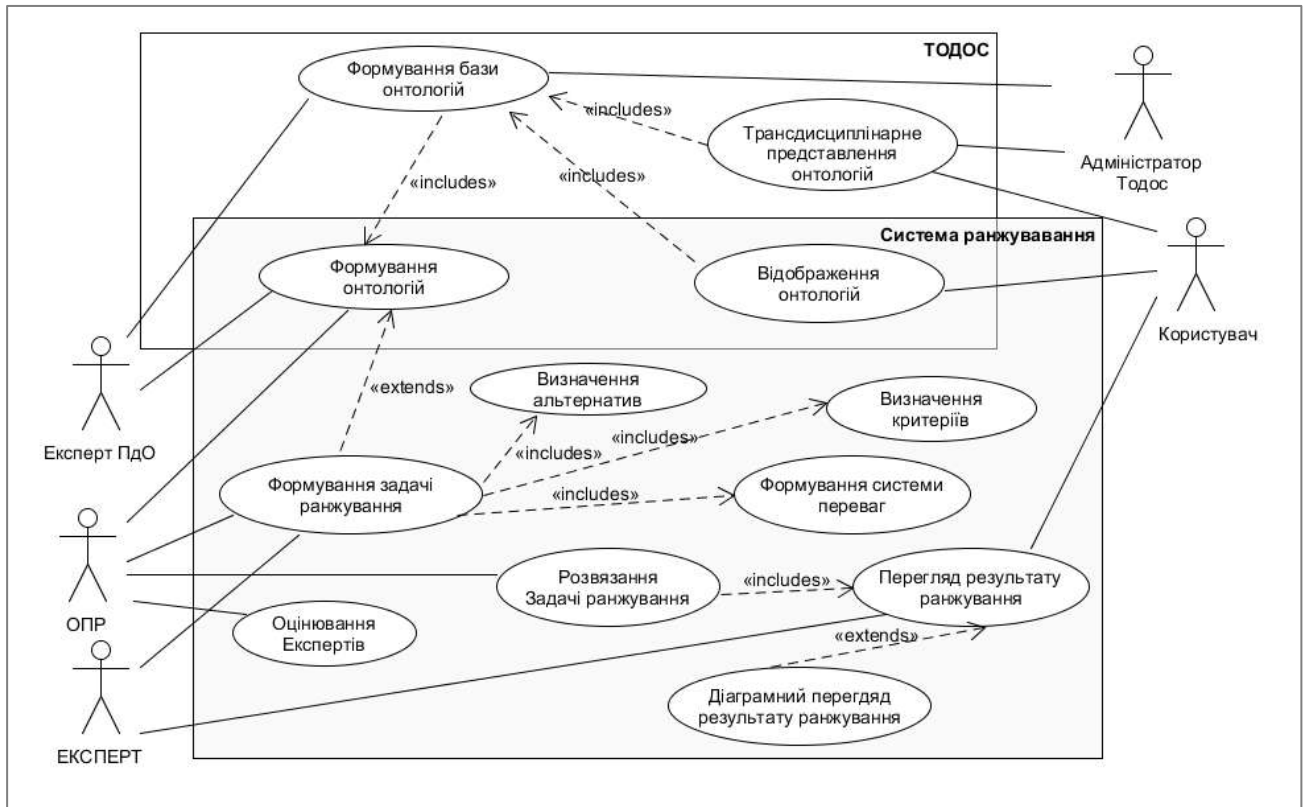 ТОДОС
Формування бази
онтологій
«includes»
Трансдисциплінарне
представлення
онтологій
Адміністратор
Тодос
«includes»
«includes»
Система ранжувавання
Формування
онтологій
Відображення
онтологій
Користувач
Експерт ПдО
«extends»
Визначення
альтернатив
Визначення
критеріїв
«includes»
«includes»
Формування задачі
ранжування
«includes»
Формування системи
переваг
ОПР
Розвязання
Задачі ранжування
«includes»
Перегляд результату
ранжування
Оцінювання
Експертів
«extends»
Діаграмний перегдяд
результату ранжування
ЕКСПЕРТ